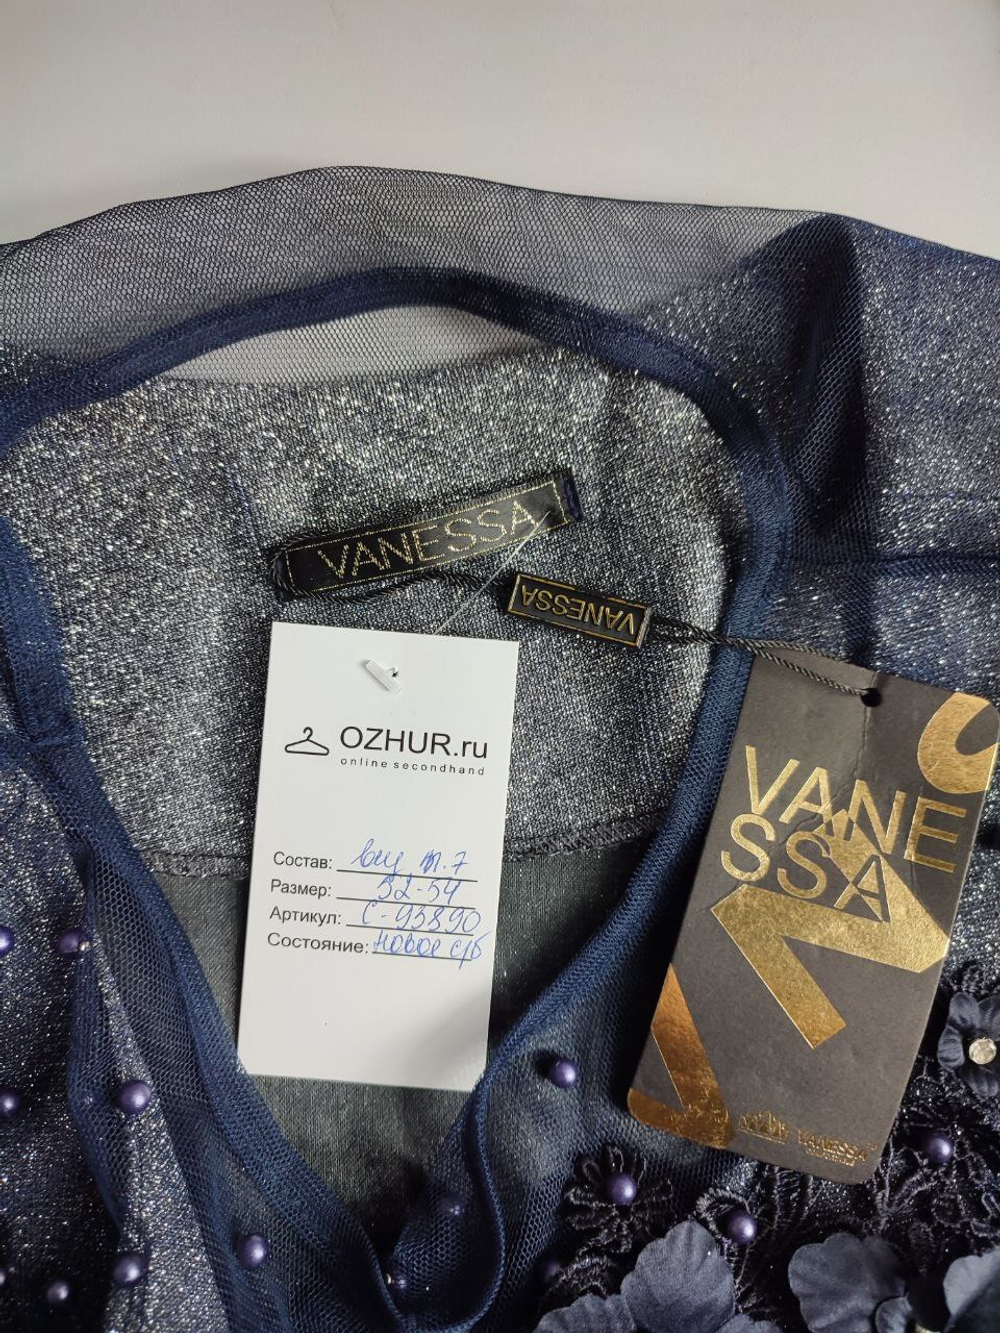 VANESSA
VANESSA
OZHUR.ru
online secondhand
Состав:
Размер: 52-54
Артикул: С-93890
Состояние: новое с/б
VANE
SSA
VANESSA